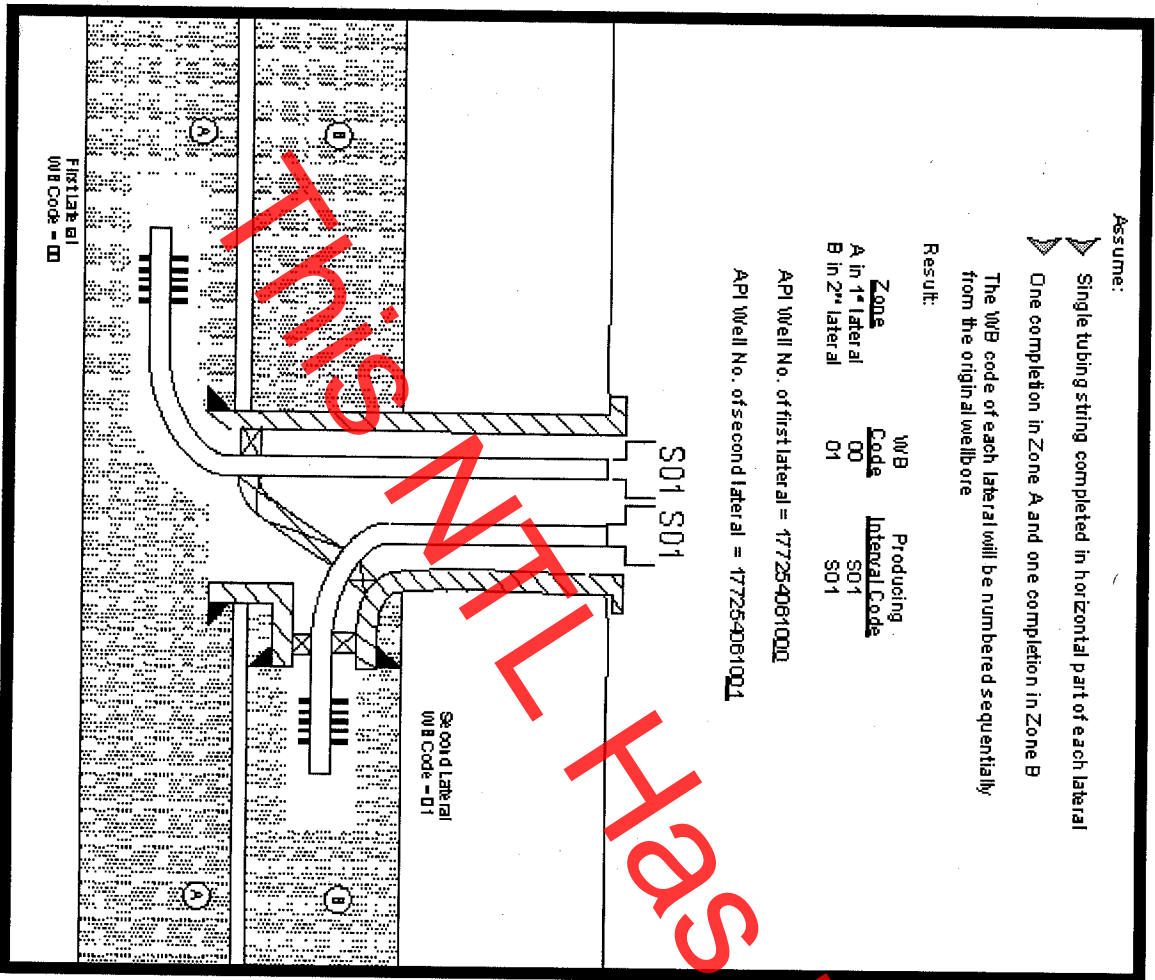 Assume:
Single tubing string completed in horizontal part of each lateral
One completion in Zone A and one completion in Zone B
The WB code of each lateral will be numbered sequentially
from the original wellbore
Result:
Zone WB Code Producing Interval Code
A in 1st lateral 00 S01
B in 2nd lateral 01 S01
API Well No. of first lateral = 177254061000
API Well No. of second lateral = 177254061001
S01 S01
Second Lateral
WB Code = 01
B
B
A
A
First Lateral
WB Code = 00
This NTL Has